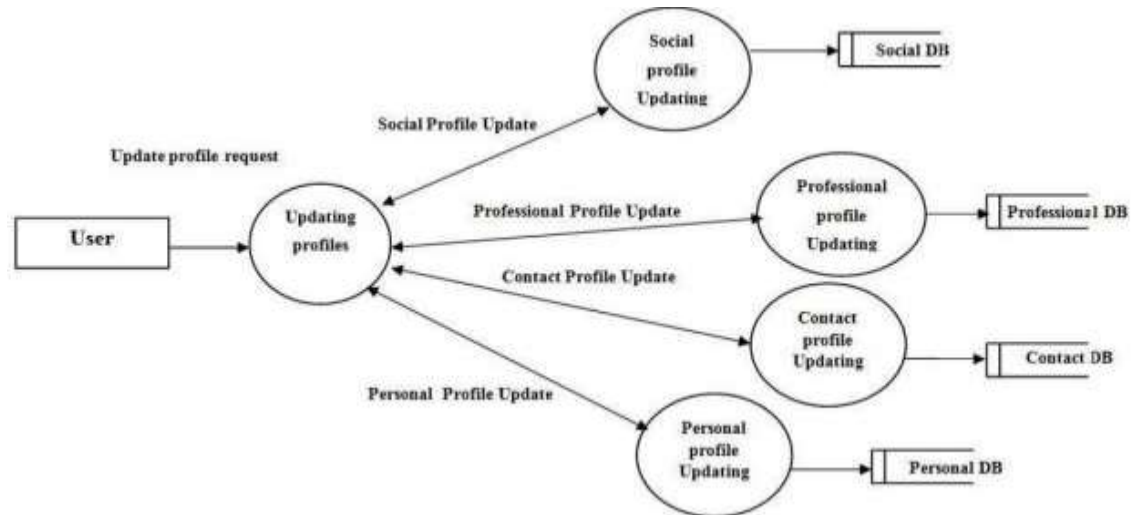 Social
profile
Updating
Social DB
Social Profile Update
Update profile request
Professional
profile
Updating
Professional DB
Professional Profile Update
Updating
profiles
User
Contact Profile Update
Contact
profile
Updating
Contact DB
Personal Profile Update
Personal
profile
Updating
Personal DB